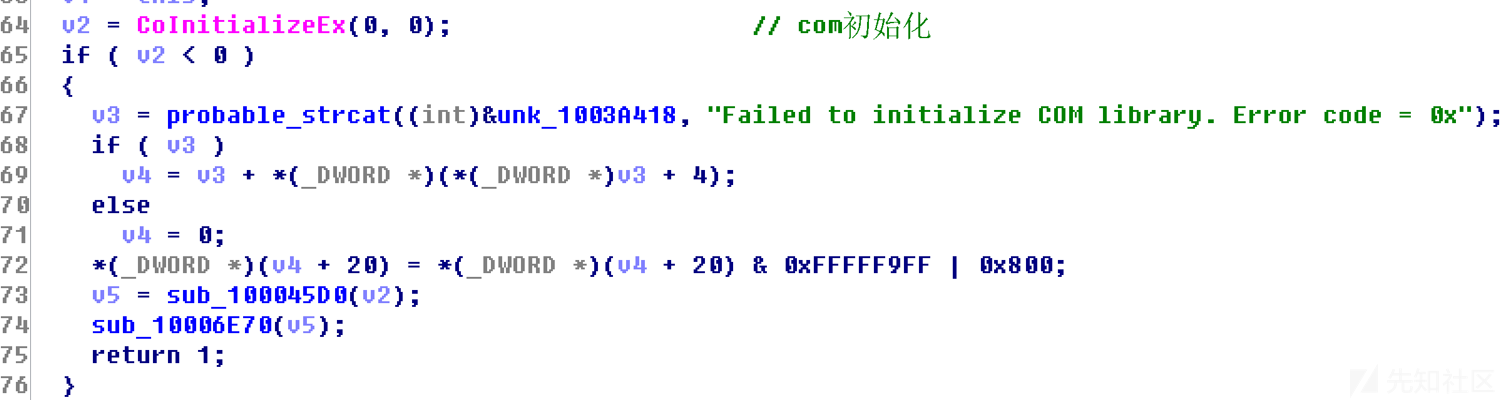 64 v2 = CoInitializeEx(0, 0); // com初始化
65 if ( v2 < 0 )
66 {
67 v3 = probable_strcat((int)&unk_1003A418, "Failed to initialize COM library. Error code = 0x");
68 if ( v3 )
69 v4 = v3 + *(_DWORD *)(*(_DWORD *)v3 + 4);
70 else
71 v4 = 0;
72 *(_DWORD *)(v4 + 20) = *(_DWORD *)(v4 + 20) & 0xFFFFF9FF | 0x800;
73 v5 = sub_100045D0(v2);
74 sub_10006E70(v5);
75 return 1;
76 }
先知社区